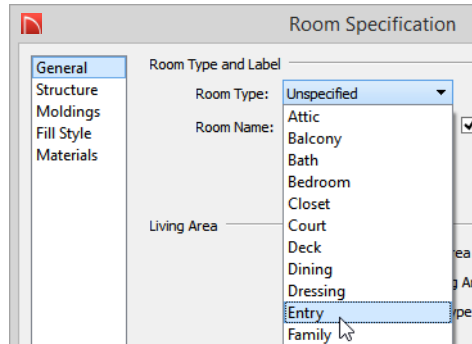 Room Specification
General
Structure
Moldings
Fill Style
Materials
Room Type and Label
Room Type: Unspecified
Room Name:
Attic
Balcony
Bath
Bedroom
Closet
Court
Deck
Dining
Dressing
Entry
Family
Living Area